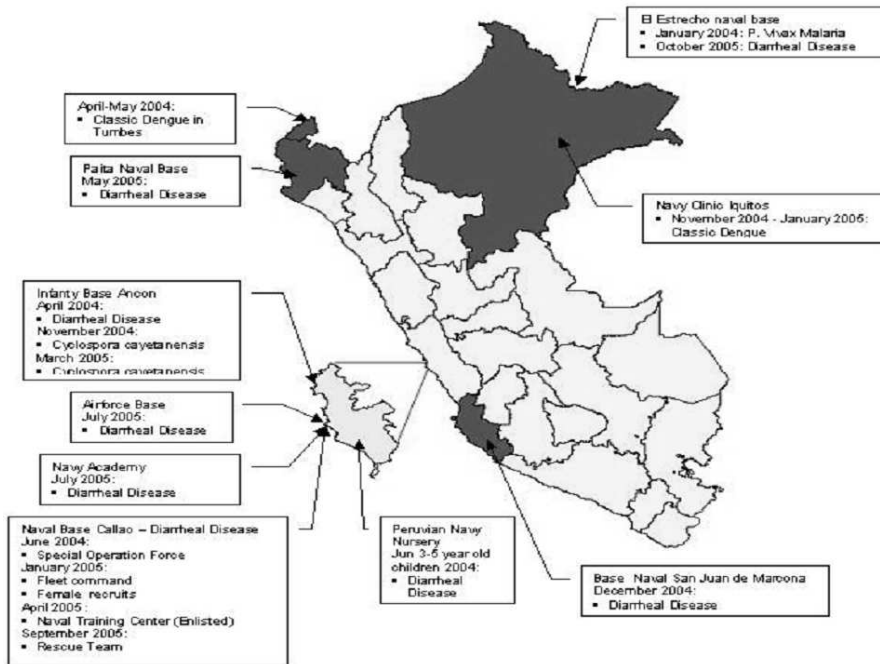 El Estrecho naval base
▪ January 2004: P. Vivax Malaria
▪ October 2005: Diarrheal Disease
April-May 2004:
▪ Classic Dengue in
Tumbes
Paita Naval Base
May 2005:
▪ Diarrheal Disease
Navy Clinic Iquitos
▪ November 2004 - January 2005:
Classic Dengue
Infanty Base Ancon
April 2004:
▪ Diarrheal Disease
November 2004:
▪ Cyclospora cayetanensis
March 2005:
▪ Cyclospora cayetanensis
Airforce Base
July 2005:
▪ Diarrheal Disease
Navy Academy
July 2005:
▪ Diarrheal Disease
Naval Base Callao – Diarrheal Disease
June 2004:
▪ Special Operation Force
January 2005:
▪ Fleet command
▪ Female recruits
April 2005:
▪ Naval Training Center (Enlisted)
September 2005:
▪ Rescue Team
Peruvian Navy
Nursery
Jun 3-5 year old
children 2004:
▪ Diarrheal
Disease
Base Naval San Juan de Marcona
December 2004:
▪ Diarrheal Disease